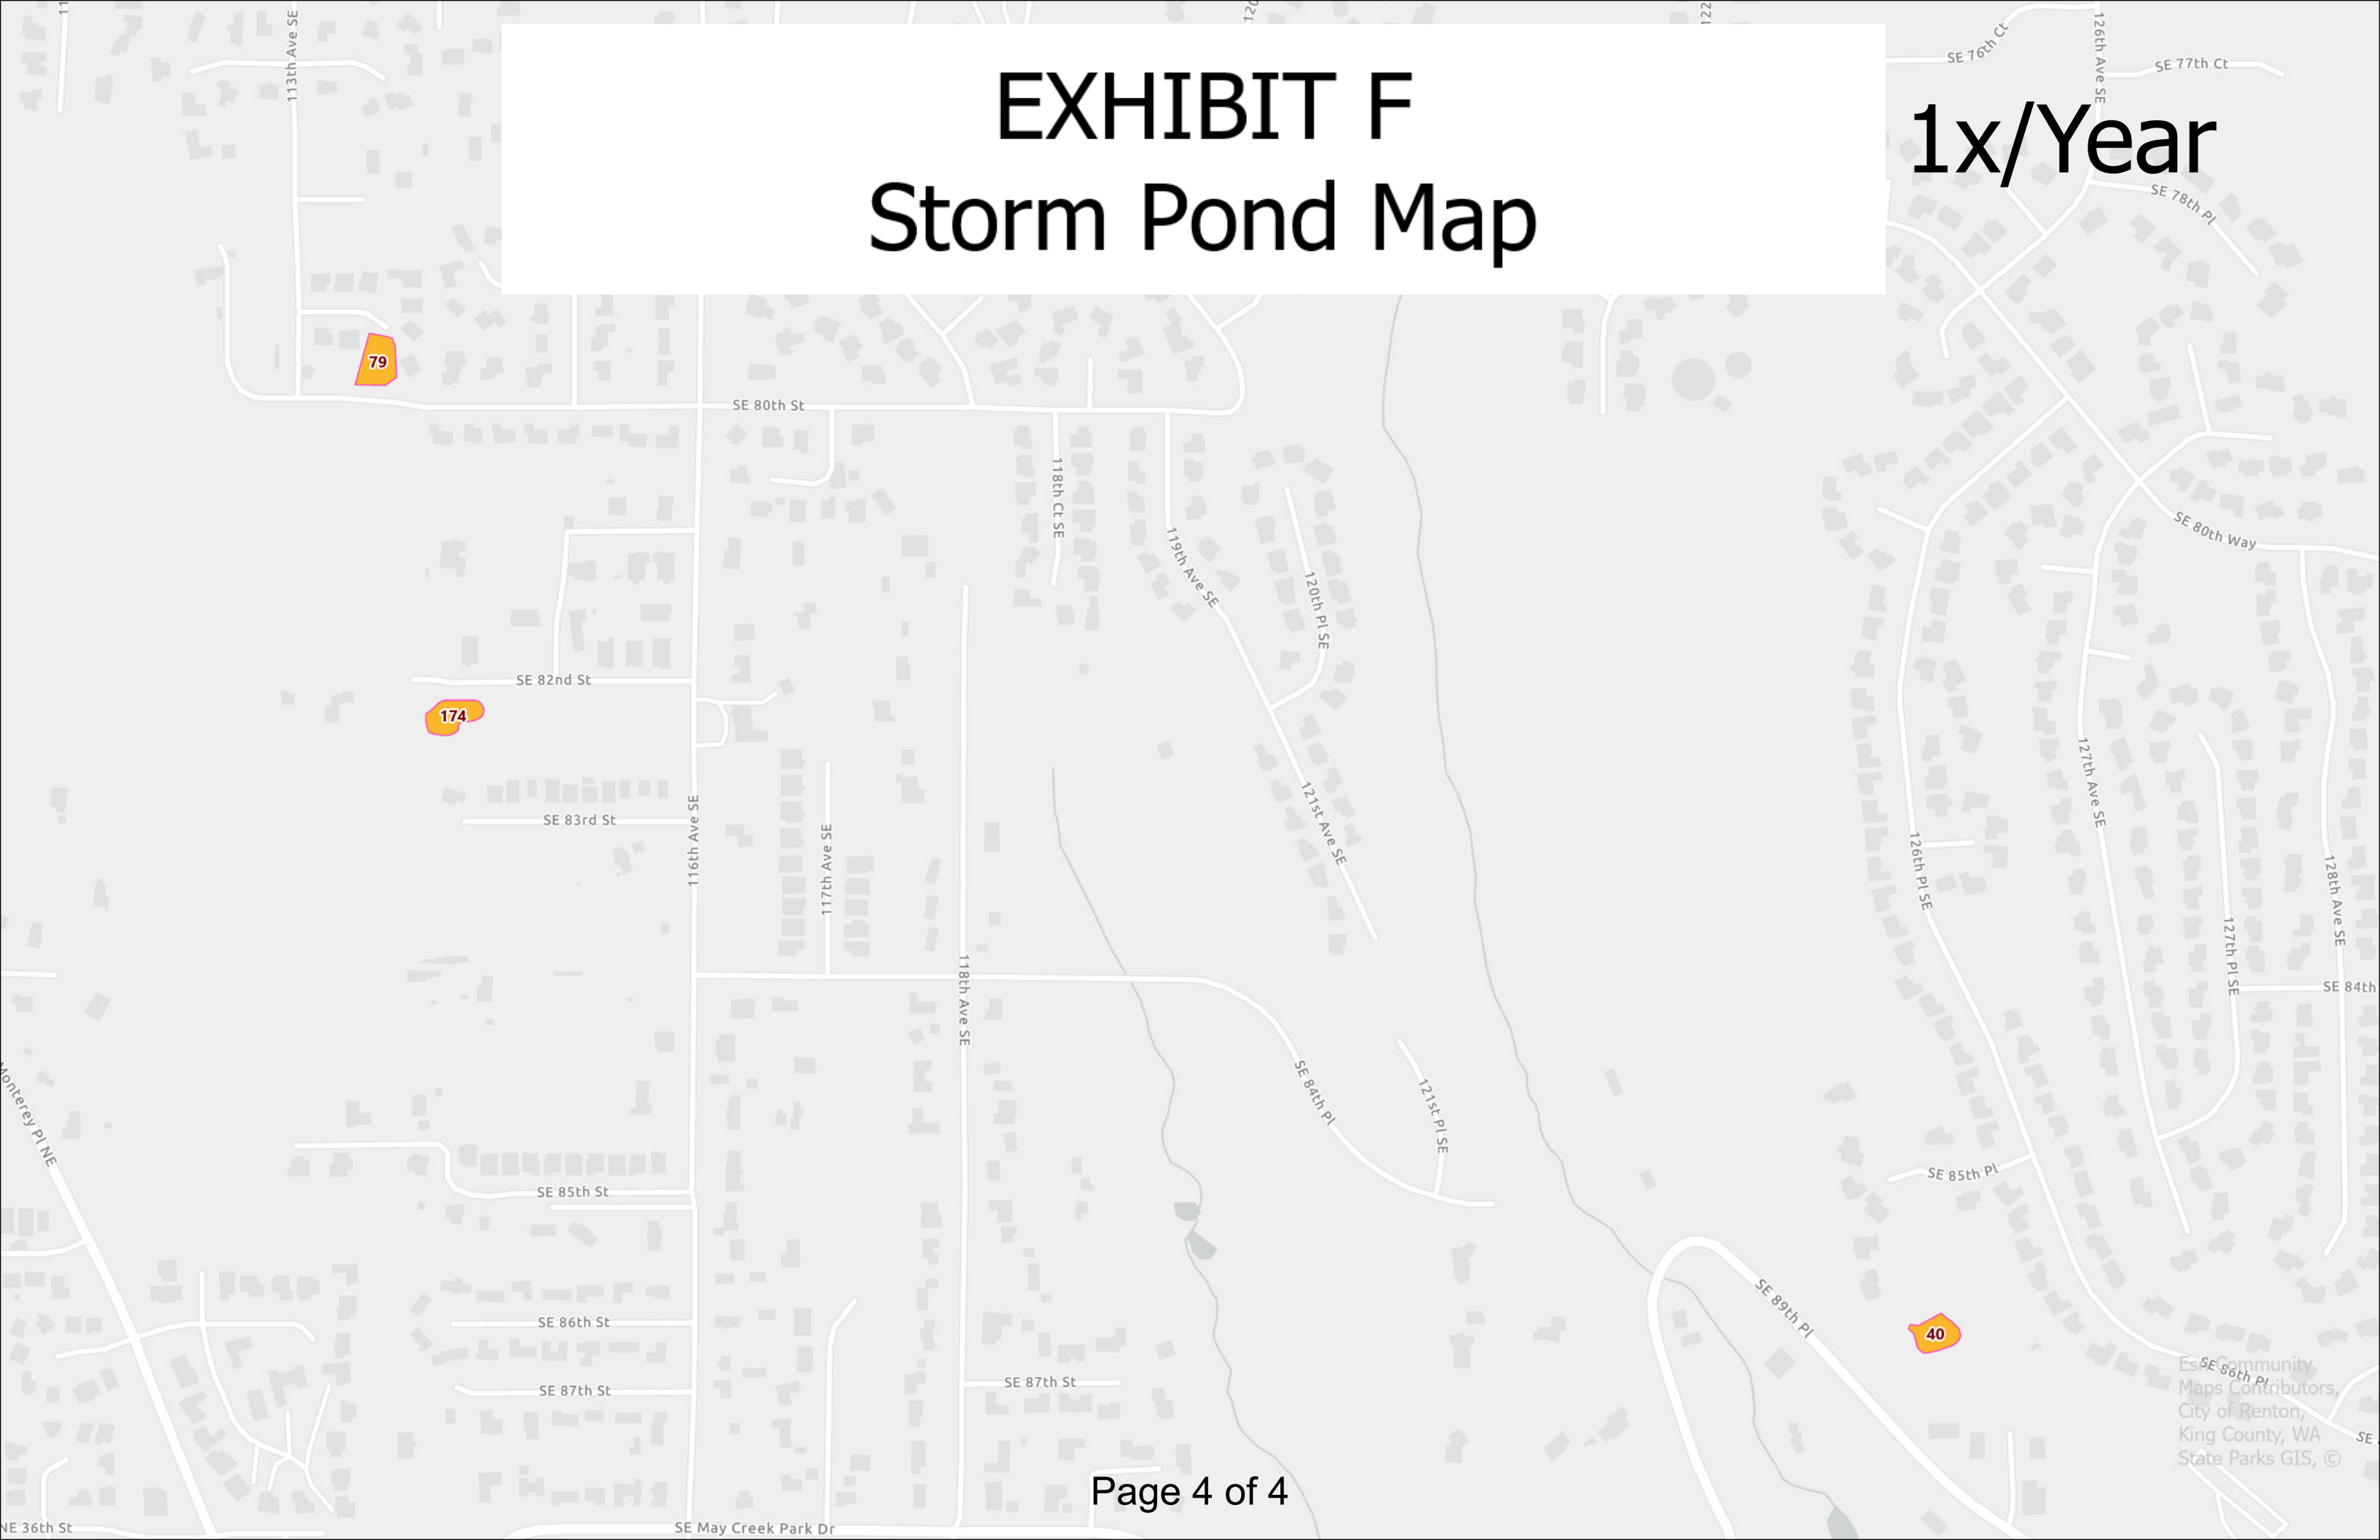 11
113th Ave SE
120
122
EXHIBIT F
Storm Pond Map
1x/Year
SE 76th Ct
126th Ave SE
SE 77th Ct
SE 78th Pl
79
SE 80th St
118th Ct SE
119th Ave SE
120th Pl SE
SE 80th Way
SE 82nd St
174
SE 83rd St
116th Ave SE
117th Ave SE
121st Ave SE
127th Ave SE
126th Pl SE
128th Ave SE
127th Pl SE
118th Ave SE
SE 84th
SE 84th Pl
121st Pl SE
Monterey Pl NE
SE 85th Pl
SE 85th St
SE 86th St
SE 89th Pl
40
SE 86th Pl
SE 87th St
SE 87th St
SE
Esri Community
Maps Contributors,
City of Renton,
King County, WA
State Parks GIS, ©
Page 4 of 4
NE 36th St
SE May Creek Park Dr